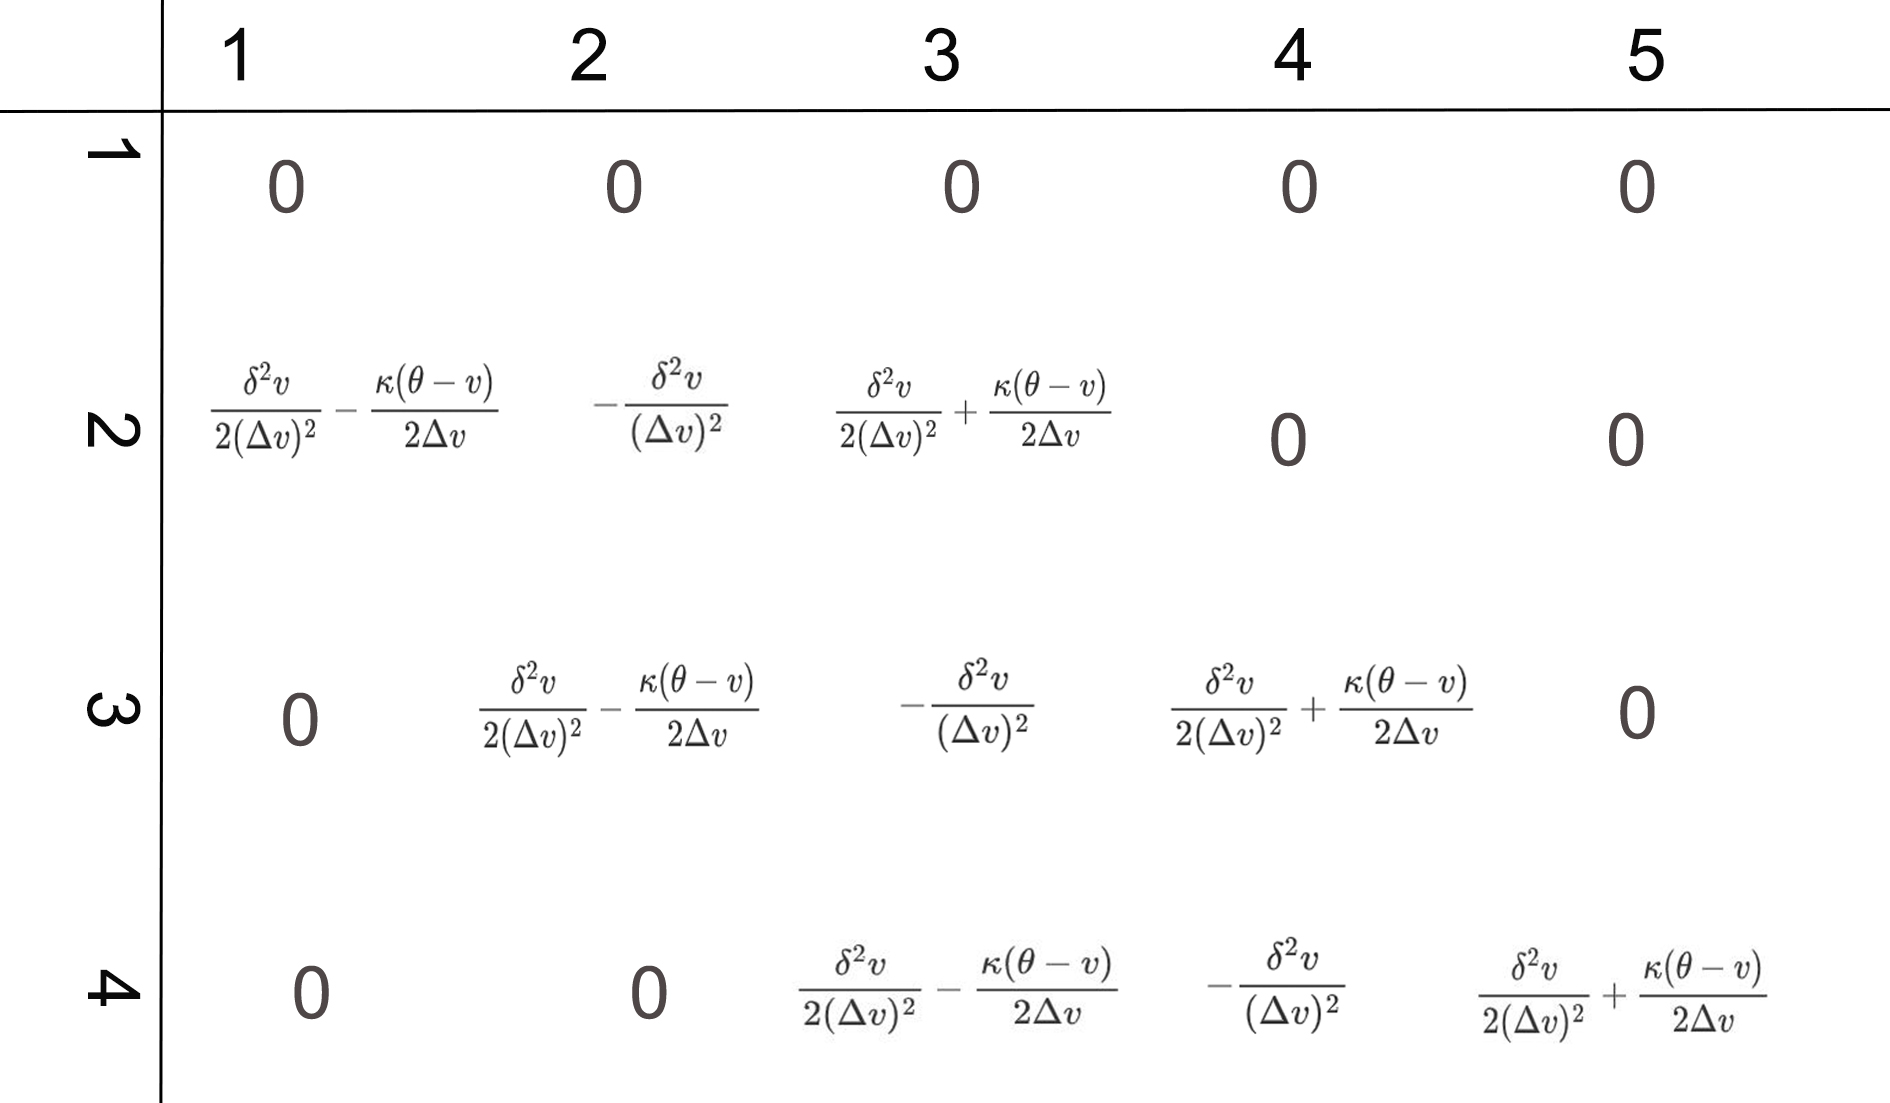 1 2 3 4 5
1 0 0 0 0 0
2 \frac{\delta^2 v}{2(\Delta v)^2} - \frac{\kappa(\theta - v)}{2\Delta v} -\frac{\delta^2 v}{(\Delta v)^2} \frac{\delta^2 v}{2(\Delta v)^2} + \frac{\kappa(\theta - v)}{2\Delta v} 0 0
3 0 \frac{\delta^2 v}{2(\Delta v)^2} - \frac{\kappa(\theta - v)}{2\Delta v} -\frac{\delta^2 v}{(\Delta v)^2} \frac{\delta^2 v}{2(\Delta v)^2} + \frac{\kappa(\theta - v)}{2\Delta v} 0
4 0 0 \frac{\delta^2 v}{2(\Delta v)^2} - \frac{\kappa(\theta - v)}{2\Delta v} -\frac{\delta^2 v}{(\Delta v)^2} \frac{\delta^2 v}{2(\Delta v)^2} + \frac{\kappa(\theta - v)}{2\Delta v}